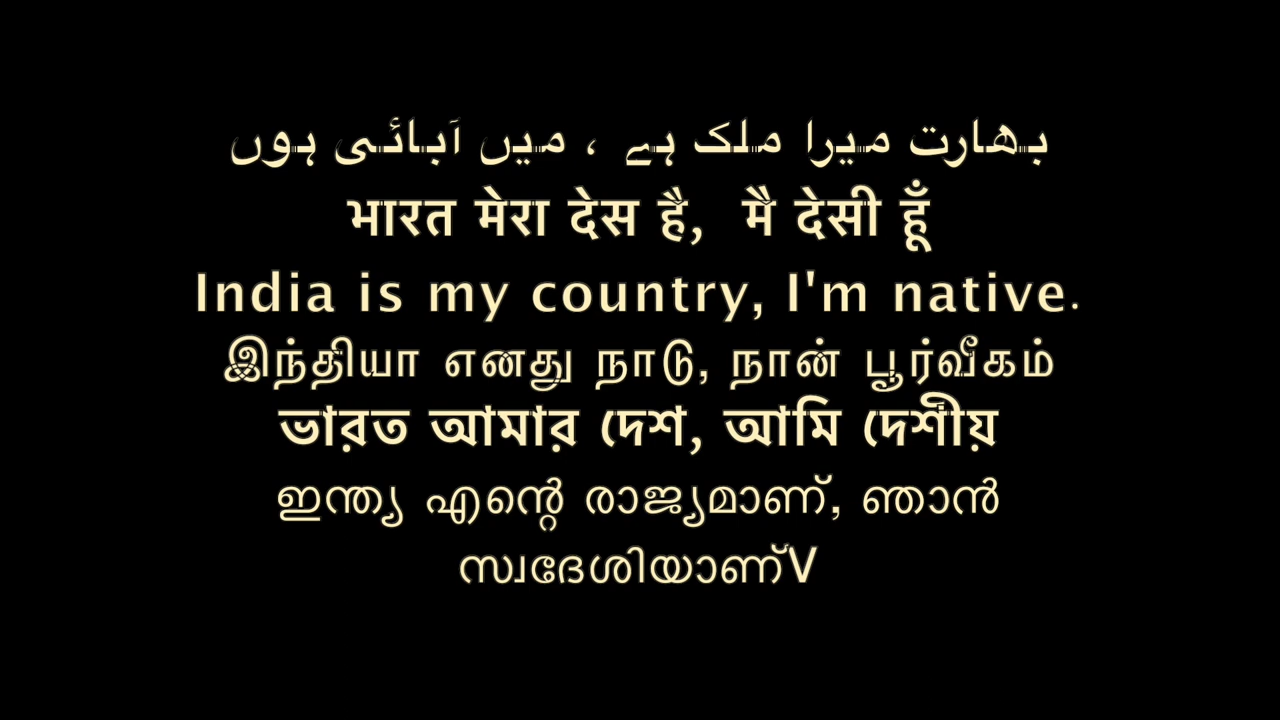 بھارت میرا ملک ہے ، میں آبائی ہوں
भारत मेरा देस है, मै देसी हूँ
India is my country, I'm native.
இந்தியா எனது நாடு, நான் பூர்வீகம்
ভারত আমার দেশ, আমি দেশীয়
ഇന്ത്യ എന്റെ രാജ്യമാണ്, ഞാൻ
സ്വദേശിയാണ്V